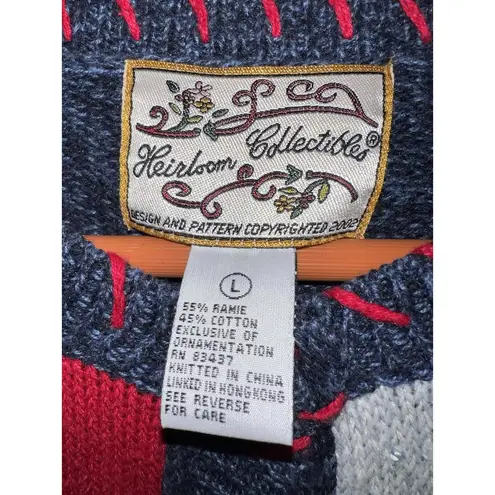 Heirloom Collectibles®
DESIGN AND PATTERN COPYRIGHTED 2002
L
55% RAMIE
45% COTTON
EXCLUSIVE OF
ORNAMENTATION
RN 83437
KNITTED IN CHINA
LINKED IN HONGKONG
SEE REVERSE
FOR CARE